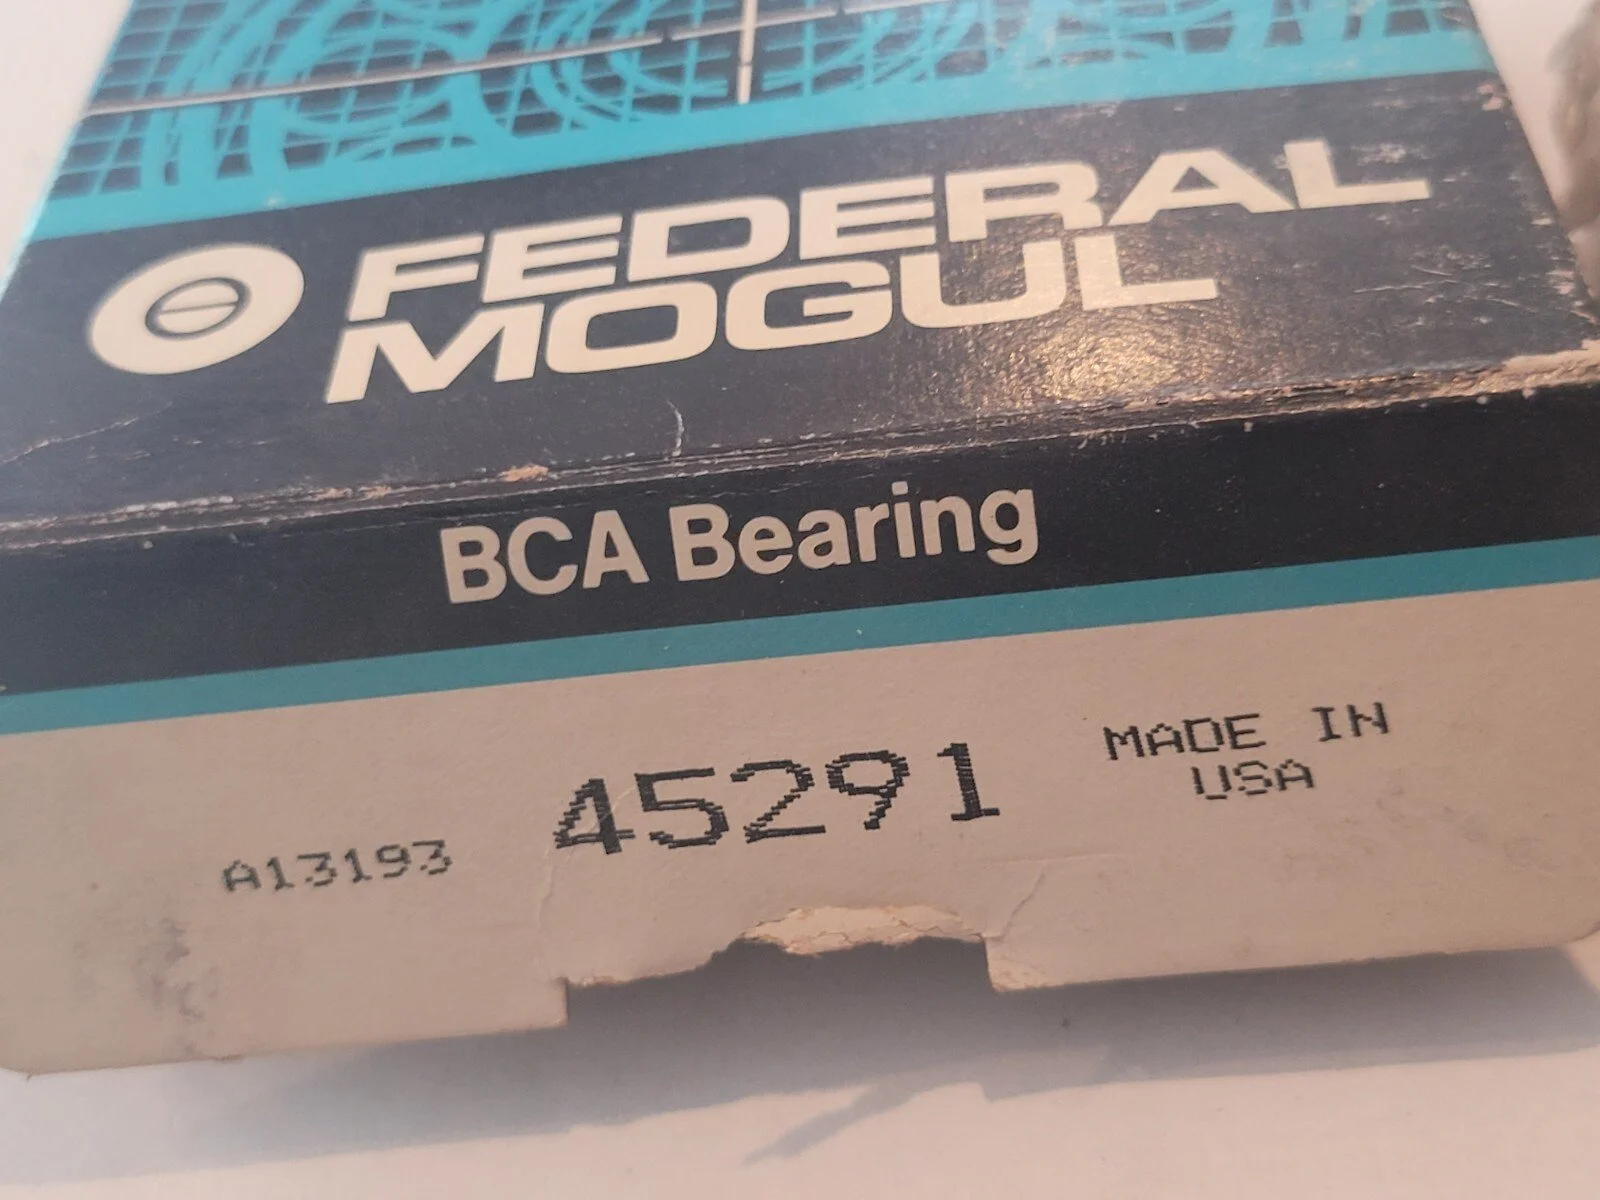 FEDERAL
MOGUL
BCA Bearing
A13193 45291 MADE IN
USA